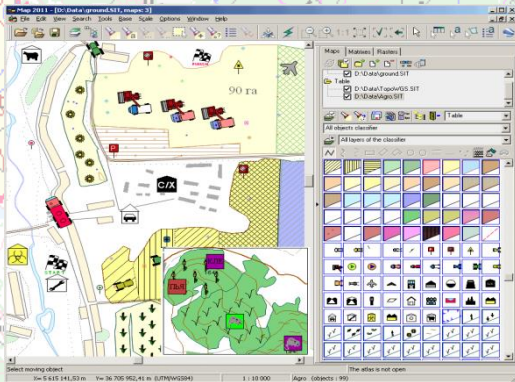 Map 2011 - [D:\Data\ground.SIT, maps: 3]
File Edit View Search Tools Base Scale Options Window Help
Maps Matrixes Rasters
D:\Data\ground.SIT
Table
D:\Data\TopoWGS.SIT
D:\Data\Agro.SIT
Table
All objects classifier
All layers of the classifier
90 га
P
P
C/X
START
Select moving object
The atlas is not open
X= 5 615 141,53 m Y= 36 705 952,41 m (UTM/WGS84)
1 : 10 000
Agro (objects : 99)